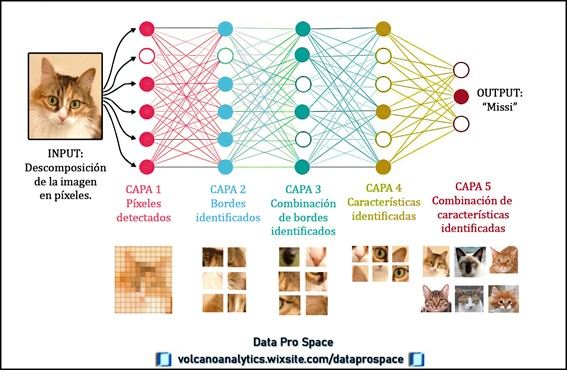 OUTPUT:
“Missi”
INPUT:
Descomposición
de la imagen
en píxeles.
CAPA 1
Píxeles
detectados
CAPA 2
Bordes
identificados
CAPA 3
Combinación
de bordes
identificados
CAPA 4
Características
identificadas
CAPA 5
Combinación de
características
identificadas
Data Pro Space
volcanoanalytics.wixsite.com/dataprospace